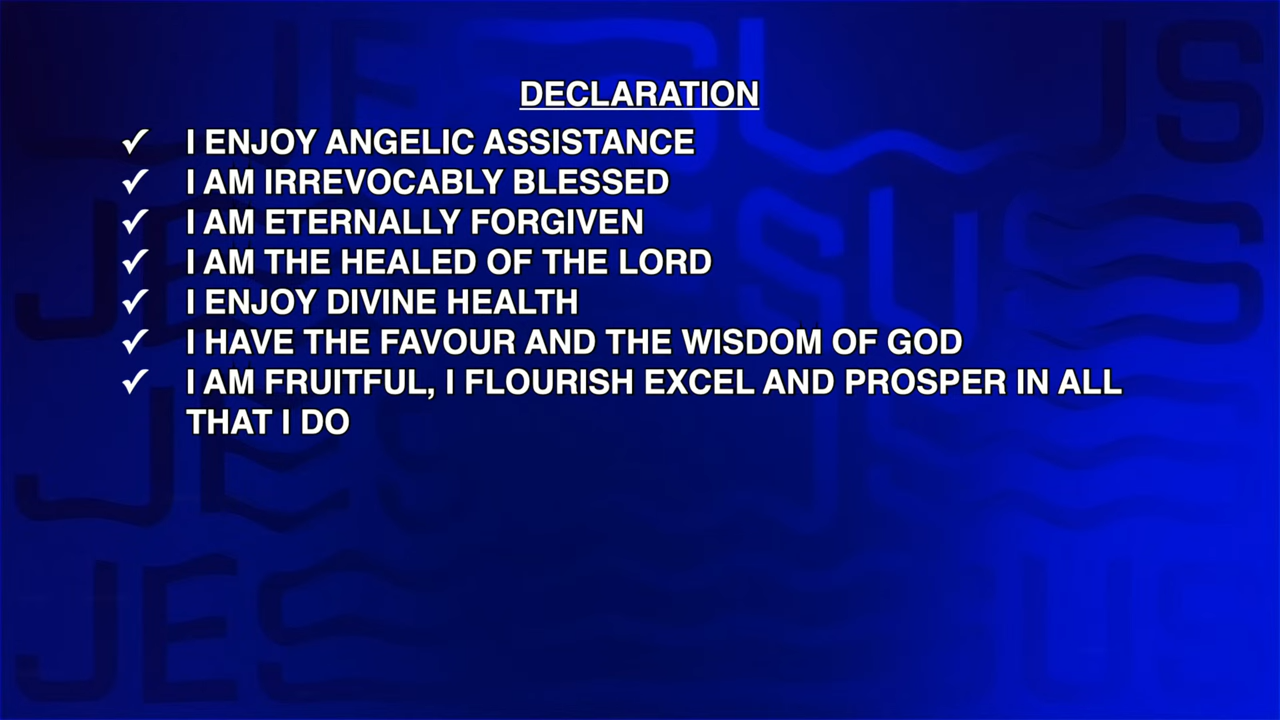 DECLARATION
✓ I ENJOY ANGELIC ASSISTANCE
✓ I AM IRREVOCABLY BLESSED
✓ I AM ETERNALLY FORGIVEN
✓ I AM THE HEALED OF THE LORD
✓ I ENJOY DIVINE HEALTH
✓ I HAVE THE FAVOUR AND THE WISDOM OF GOD
✓ I AM FRUITFUL, I FLOURISH EXCEL AND PROSPER IN ALL
THAT I DO